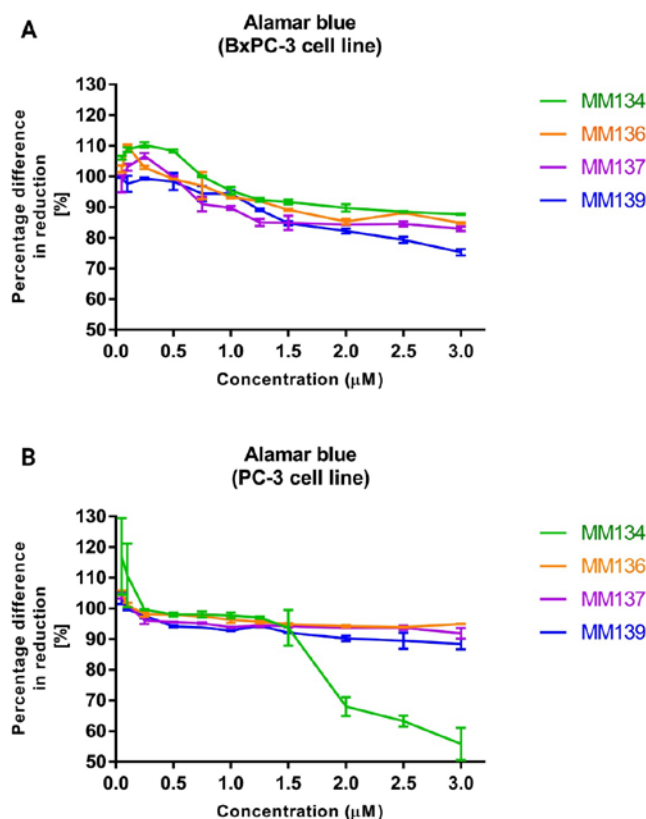 A
Alamar blue
(BxPC-3 cell line)
Percentage difference
in reduction
[%]
130
120
110
100
90
80
70
60
50
0.0 0.5 1.0 1.5 2.0 2.5 3.0
Concentration (μM)
MM134
MM136
MM137
MM139
B
Alamar blue
(PC-3 cell line)
Percentage difference
in reduction
[%]
130
120
110
100
90
80
70
60
50
0.0 0.5 1.0 1.5 2.0 2.5 3.0
Concentration (μM)
MM134
MM136
MM137
MM139